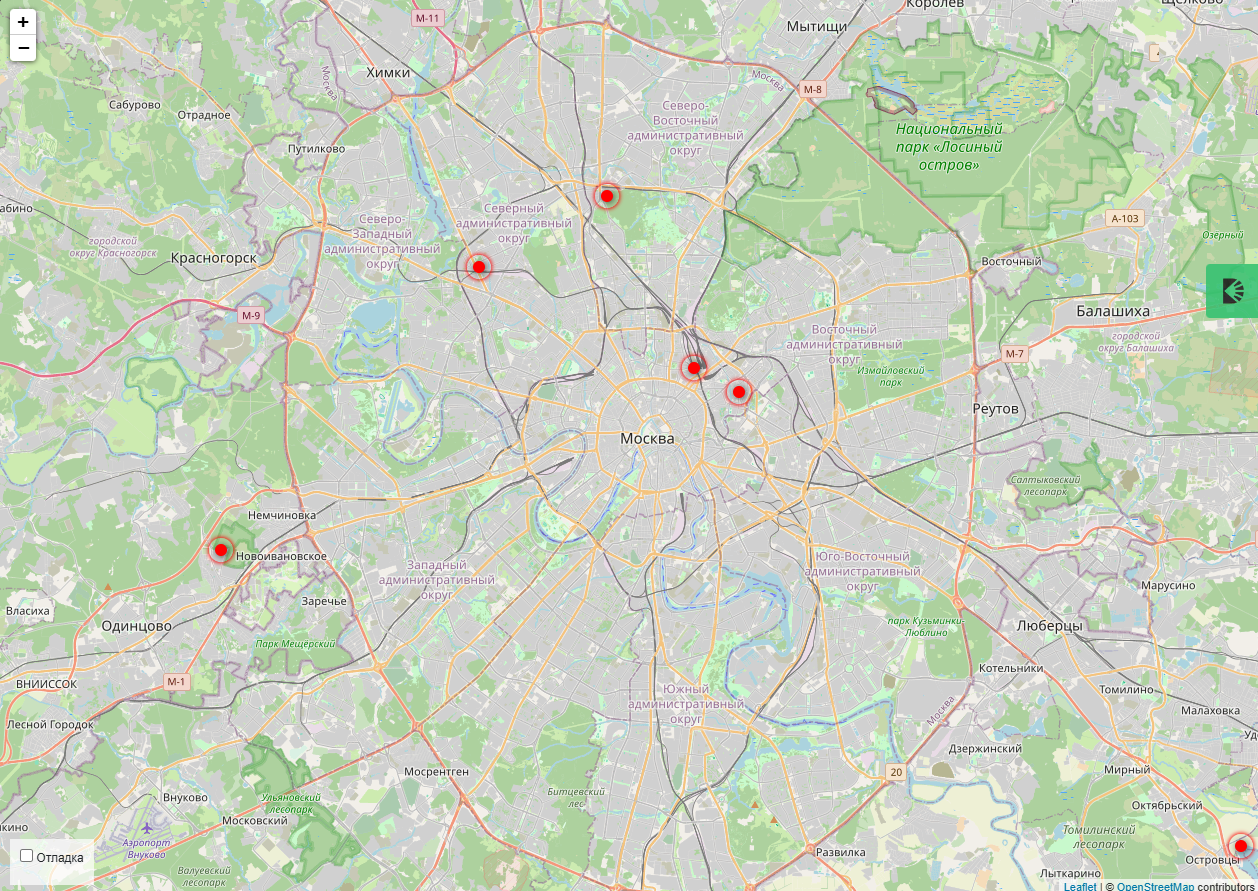 +
−
М-11
Королёв
Щёлково
Мытищи
Химки
Москва
Москва
М-8
Сабурово
Отрадное
Северо-
Восточный
административный
округ
Национальный
парк «Лосиный
остров»
Путилково
Северо-
Западный
административный
округ
Северный
административный
округ
А-103
городской
округ Красногорск
Красногорск
Озерный
Восточный
М-9
Балашиха
Восточный
административный
округ
городской
округ Балашиха
М-7
Измайловский
парк
Реутов
Москва
Салтыковский
лесопарк
Немчиновка
Новоивановское
Западный
административный
округ
Юго-Восточный
административный
округ
Марусино
Власиха
Заречье
Одинцово
парк Кузьминки-
Люблино
Люберцы
Парк Мещерский
Котельники
ВНИИССОК
М-1
Южный
административный
округ
Томилино
Малаховка
Москва
Лесной Городок
Дзержинский
Мосрентген
20
Мирный
Внуково
Ульяновский
лесопарк
Битцевский
лес
Октябрьский
Московский
Томилинский
лесопарк
Аэропорт
Внуково
Развилка
Островцы
Отладка
Валуевский
лесопарк
Лыткарино
Leaflet | © OpenStreetMap contributors